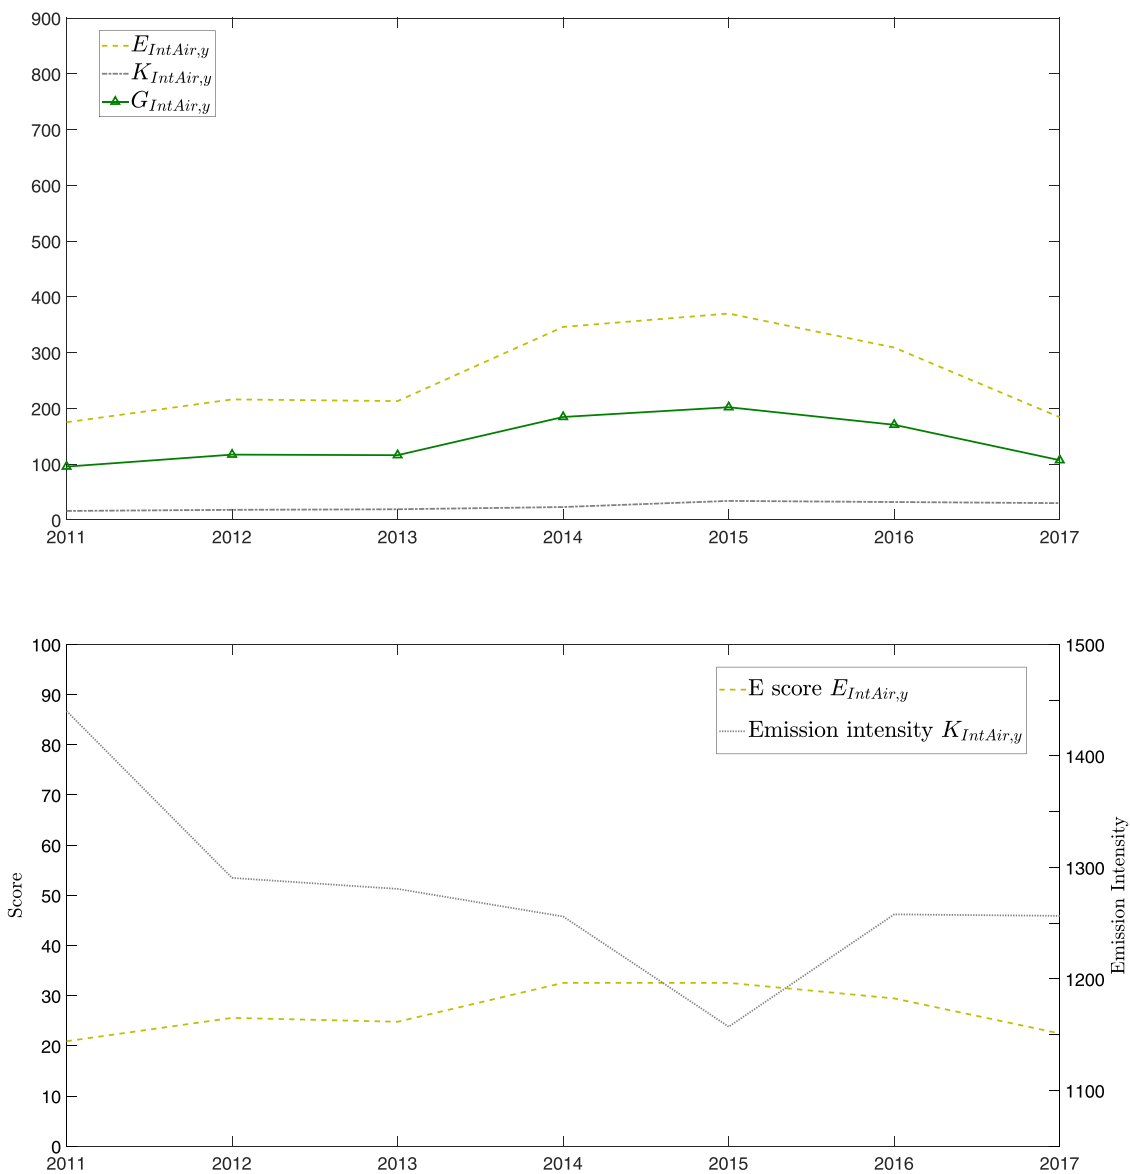 900
800
700
600
500
400
300
200
100
0
E_{IntAir,y}
K_{IntAir,y}
G_{IntAir,y}
2011 2012 2013 2014 2015 2016 2017
100
90
80
70
60
50
40
30
20
10
0
Score
E score E_{IntAir,y}
Emission intensity K_{IntAir,y}
1500
1400
1300
1200
1100
Emission Intensity
2011 2012 2013 2014 2015 2016 2017